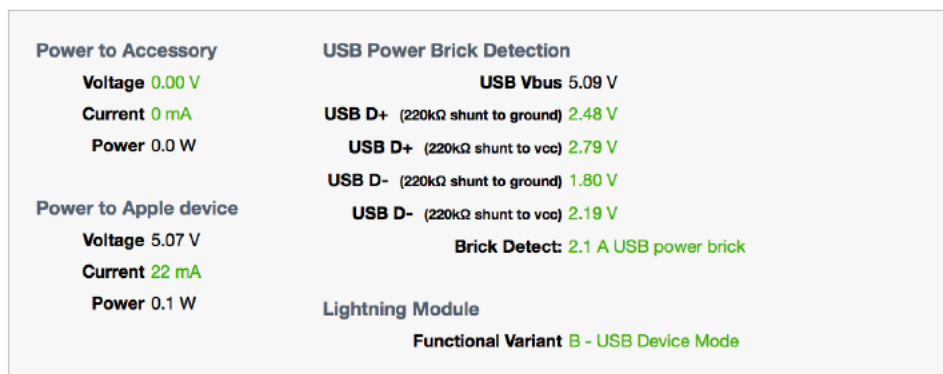 Power to Accessory
Voltage 0.00 V
Current 0 mA
Power 0.0 W
Power to Apple device
Voltage 5.07 V
Current 22 mA
Power 0.1 W
USB Power Brick Detection
USB Vbus 5.09 V
USB D+ (220kΩ shunt to ground) 2.48 V
USB D+ (220kΩ shunt to vcc) 2.79 V
USB D- (220kΩ shunt to ground) 1.80 V
USB D- (220kΩ shunt to vcc) 2.19 V
Brick Detect: 2.1 A USB power brick
Lightning Module
Functional Variant B - USB Device Mode